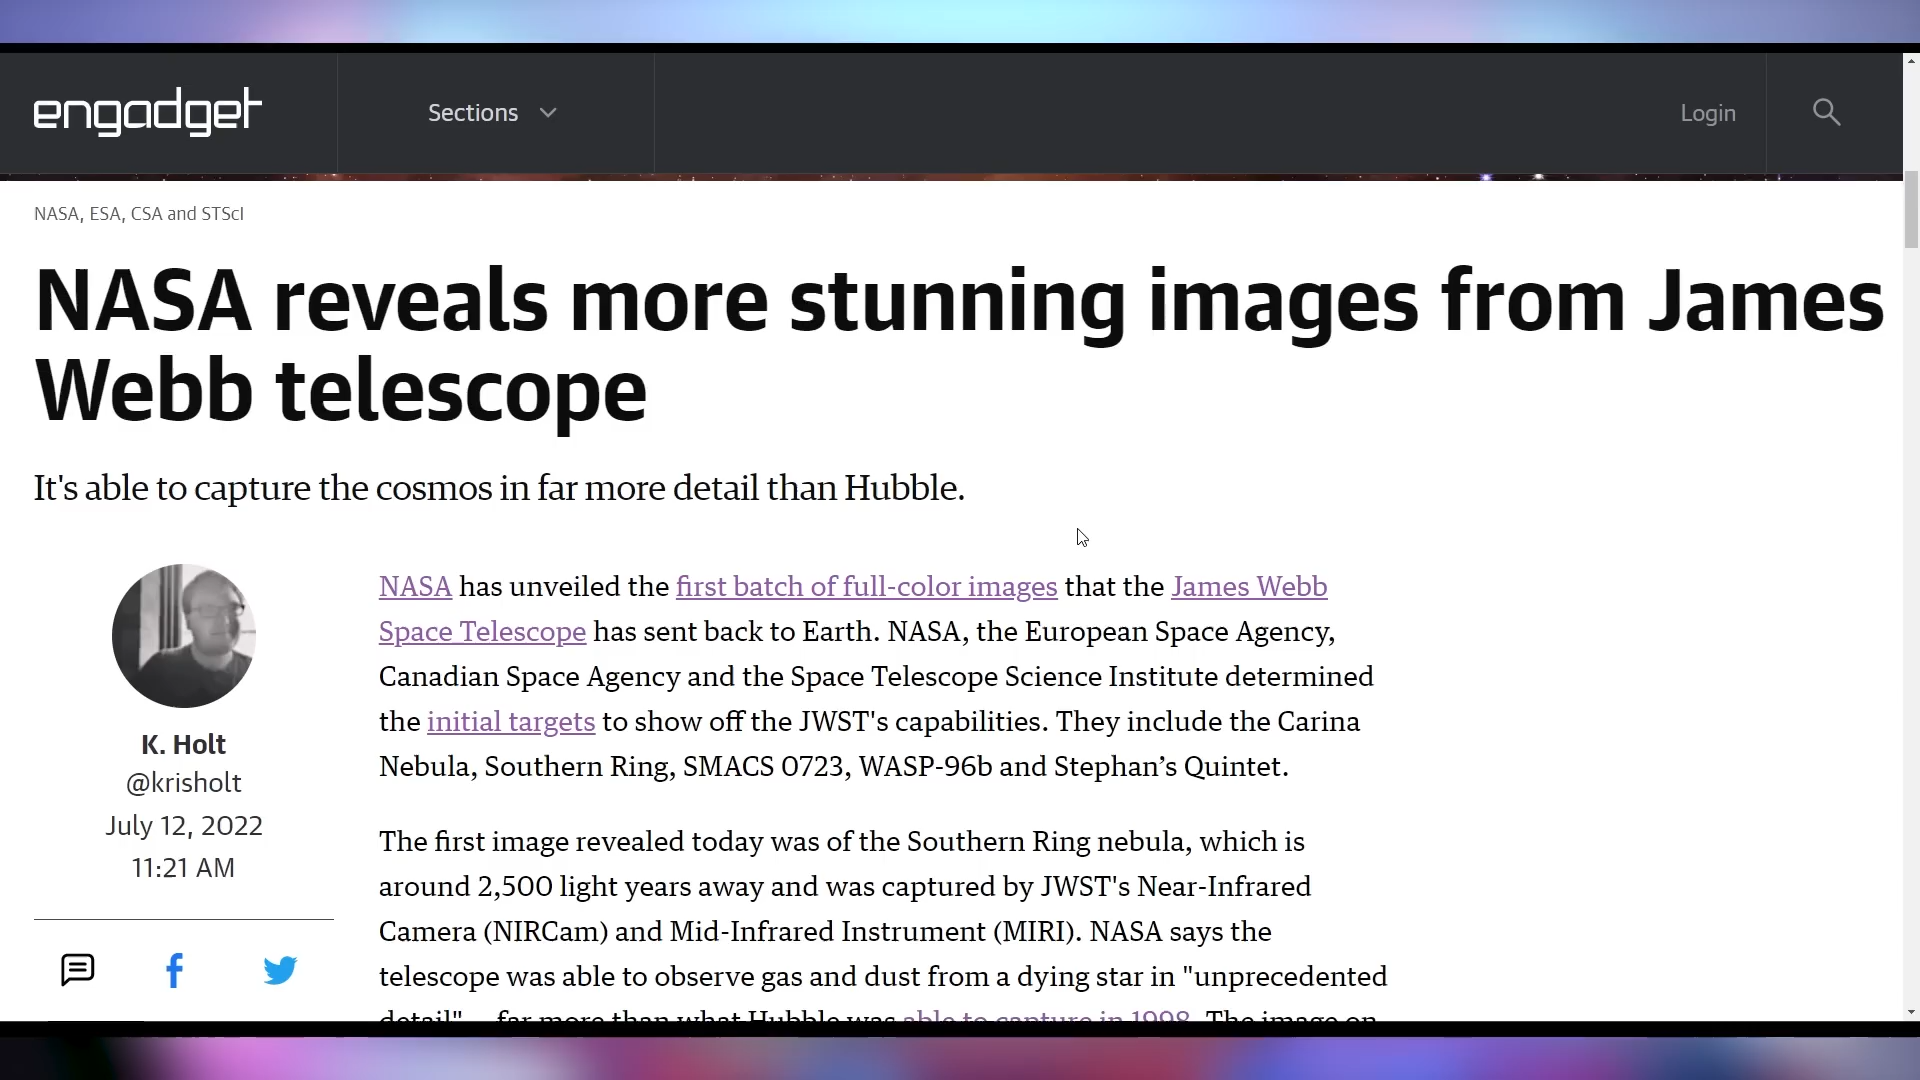 engadget
Sections
Login
NASA, ESA, CSA and STScI
NASA reveals more stunning images from James
Webb telescope
It's able to capture the cosmos in far more detail than Hubble.
K. Holt
@krisholt
July 12, 2022
11:21 AM
NASA has unveiled the first batch of full-color images that the James Webb
Space Telescope has sent back to Earth. NASA, the European Space Agency,
Canadian Space Agency and the Space Telescope Science Institute determined
the initial targets to show off the JWST's capabilities. They include the Carina
Nebula, Southern Ring, SMACS 0723, WASP-96b and Stephan’s Quintet.
The first image revealed today was of the Southern Ring nebula, which is
around 2,500 light years away and was captured by JWST's Near-Infrared
Camera (NIRCam) and Mid-Infrared Instrument (MIRI). NASA says the
telescope was able to observe gas and dust from a dying star in "unprecedented
detail" — far more than what Hubble was able to capture in 1998. The image on